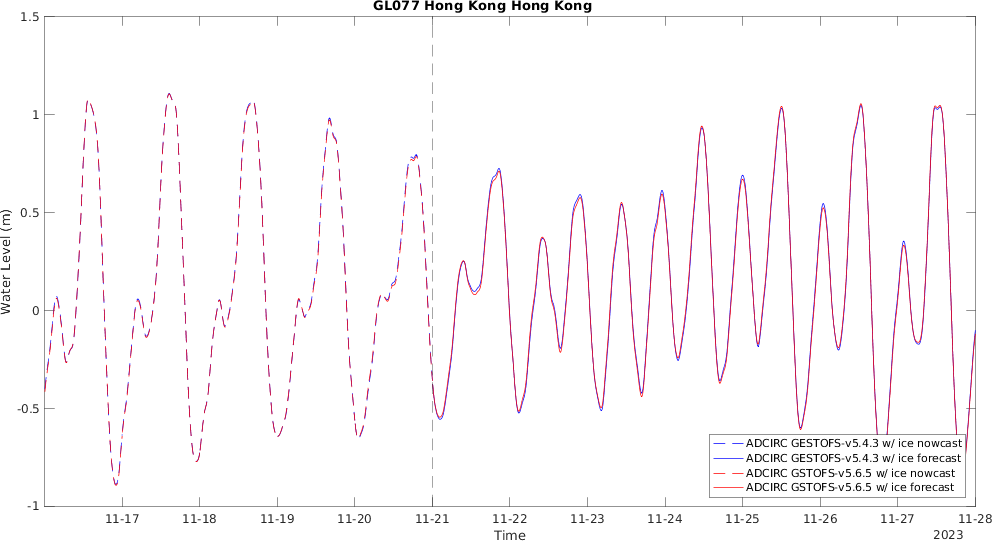 GL077 Hong Kong Hong Kong
1.5
1
0.5
0
-0.5
-1
Water Level (m)
ADCIRC GESTOFS-v5.4.3 w/ ice nowcast
ADCIRC GESTOFS-v5.4.3 w/ ice forecast
ADCIRC GSTOFS-v5.6.5 w/ ice nowcast
ADCIRC GSTOFS-v5.6.5 w/ ice forecast
11-17 11-18 11-19 11-20 11-21 11-22 11-23 11-24 11-25 11-26 11-27 11-28
Time
2023